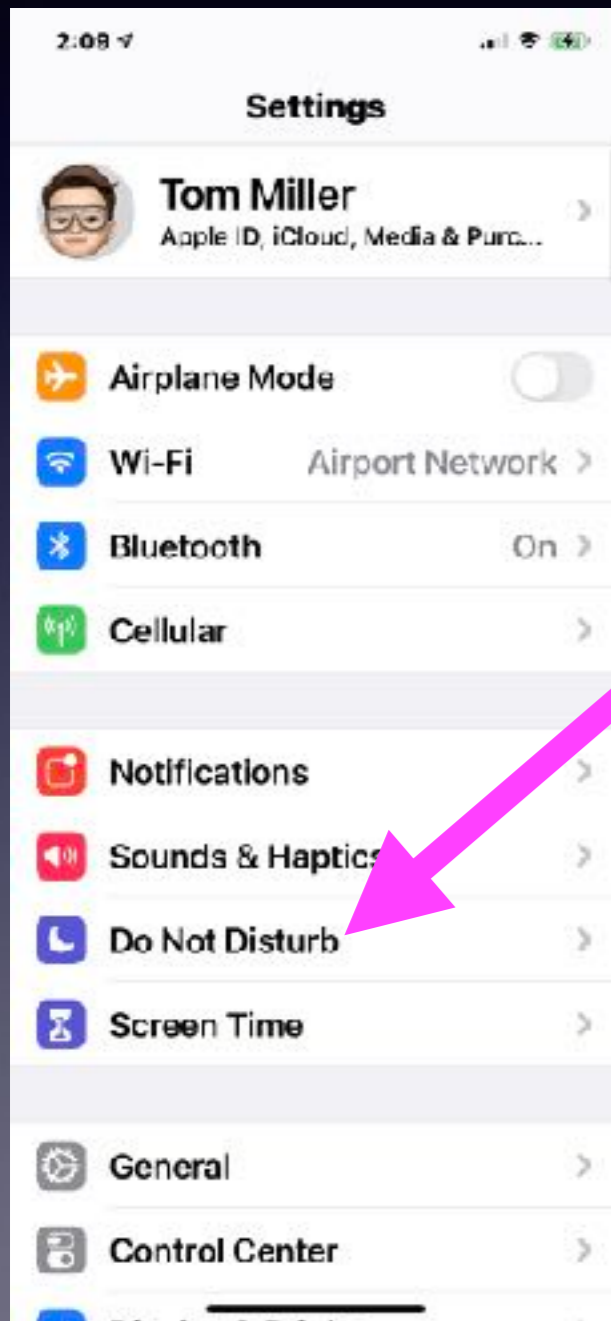 2:08
Settings
Tom Miller
Apple ID, iCloud, Media & Purc...
Airplane Mode
Wi-Fi Airport Network
Bluetooth On
Cellular
Notifications
Sounds & Haptics
Do Not Disturb
Screen Time
General
Control Center